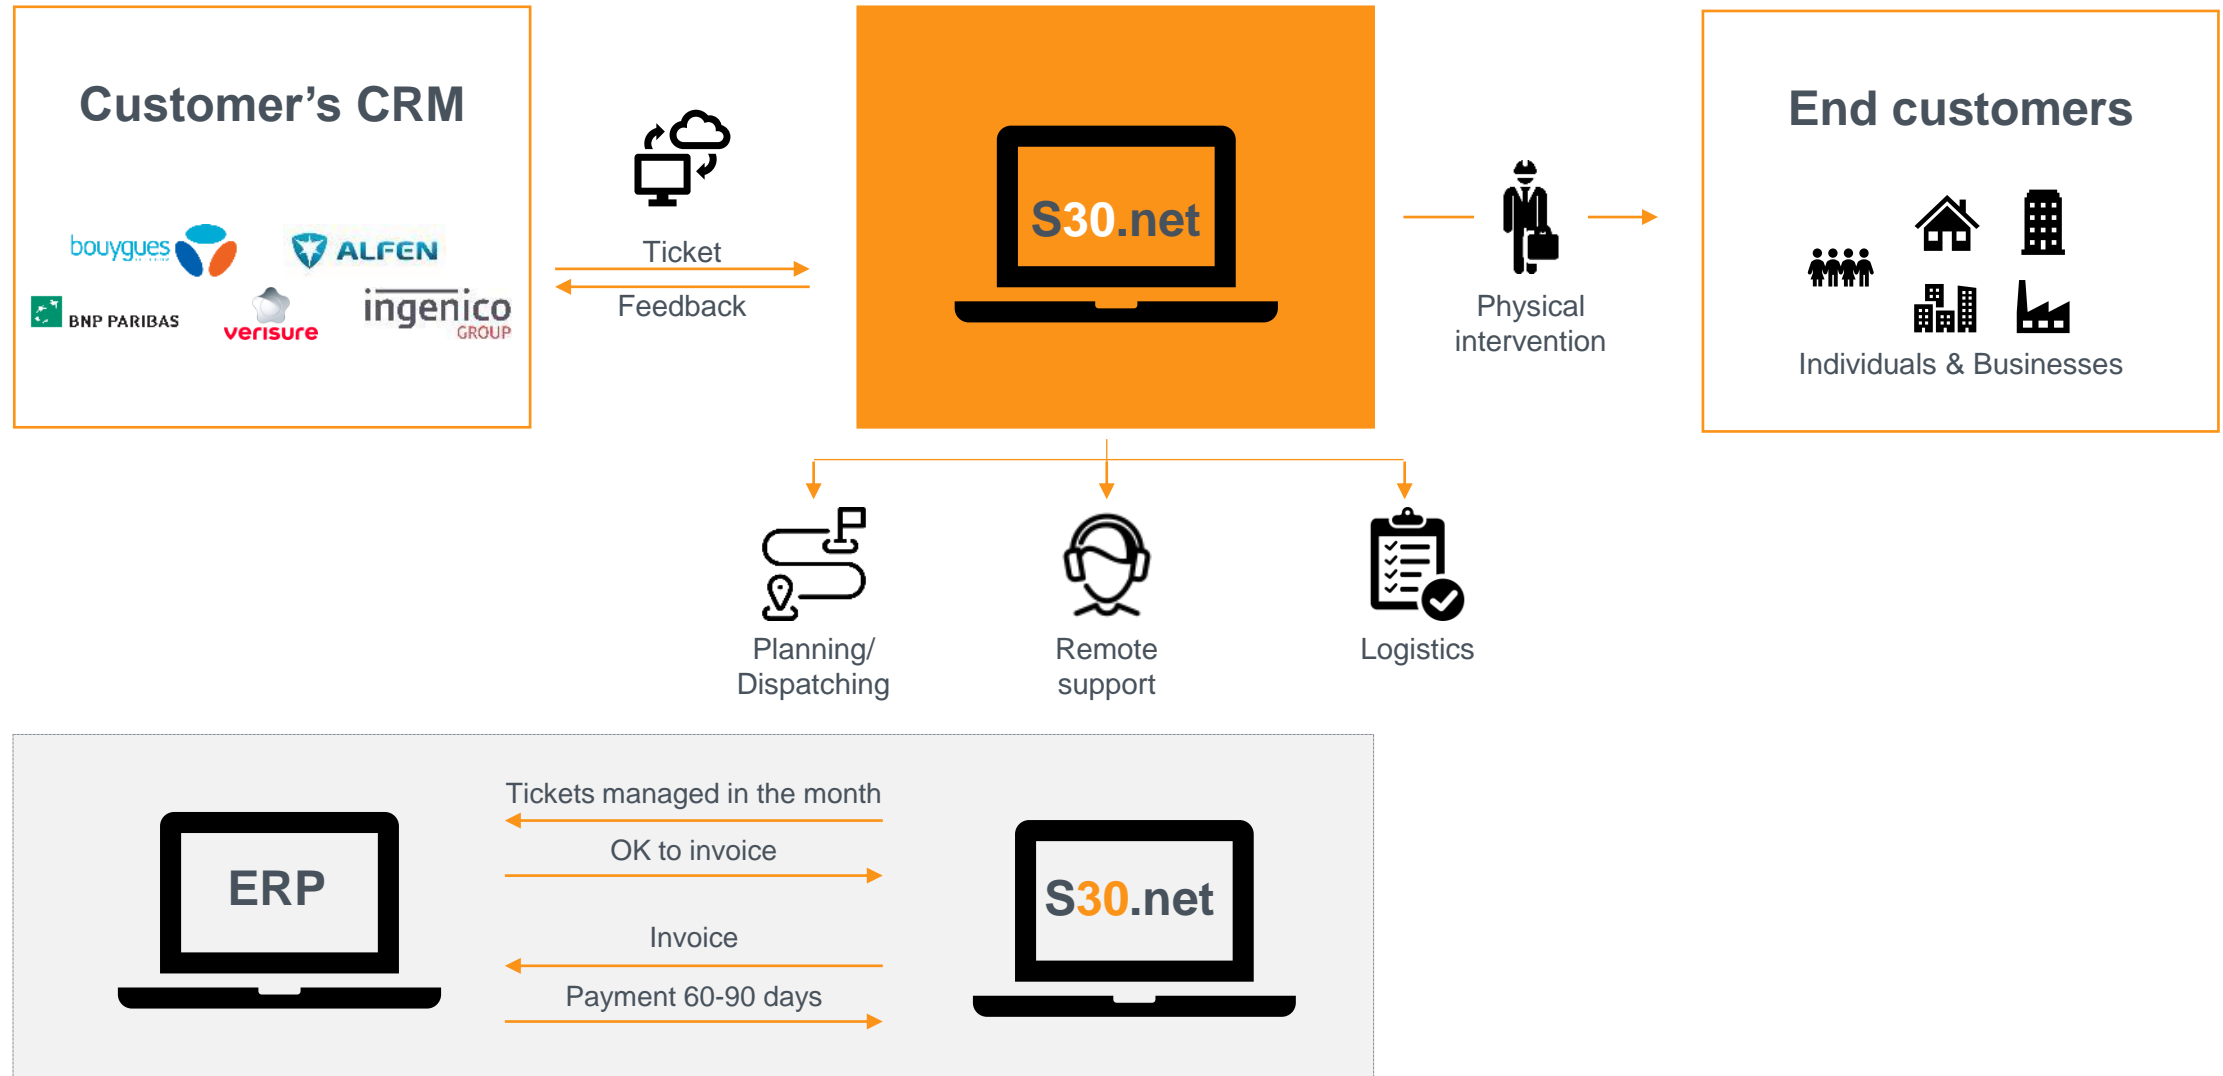 Customer's CRM
bouygues
ALFEN
BNP PARIBAS
verisure
ingenico
GROUP
Ticket
Feedback
S30.net
Physical
intervention
End customers
Individuals & Businesses
Planning/
Dispatching
Remote
support
Logistics
Tickets managed in the month
OK to invoice
Invoice
Payment 60-90 days
ERP
S30.net